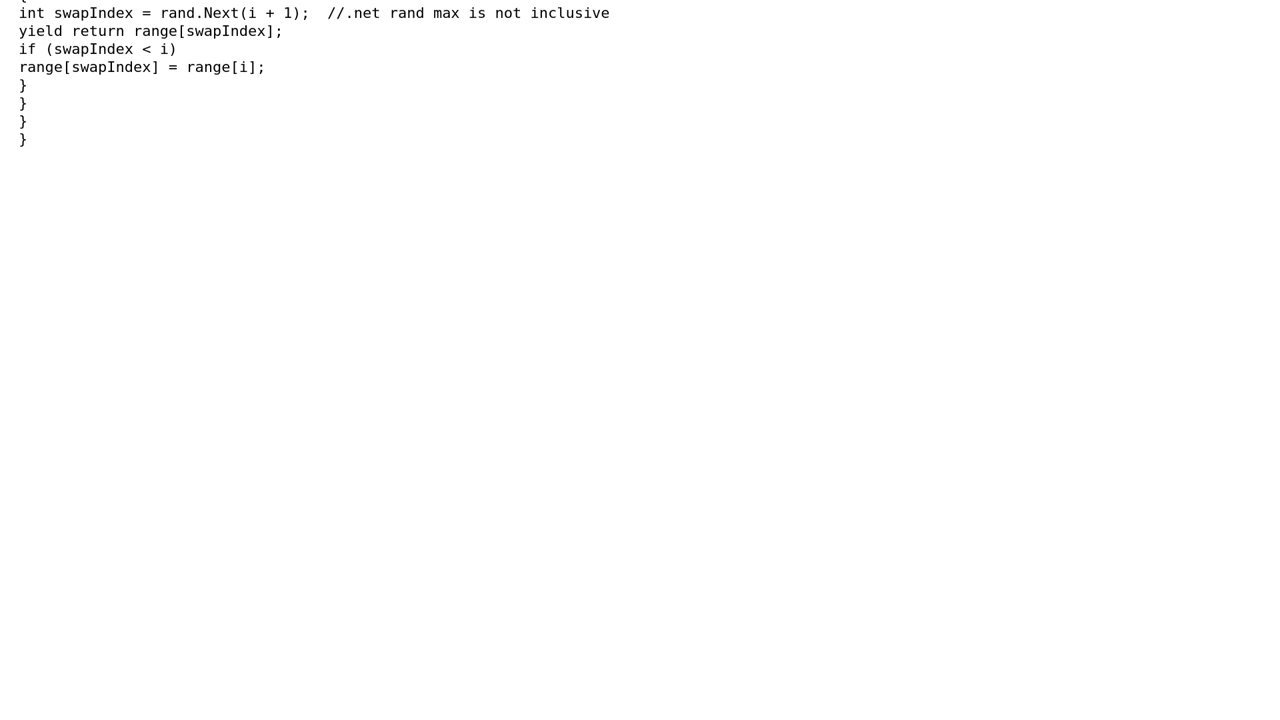 {
int swapIndex = rand.Next(i + 1);  //.net rand max is not inclusive
yield return range[swapIndex];
if (swapIndex < i)
range[swapIndex] = range[i];
}
}
}
}